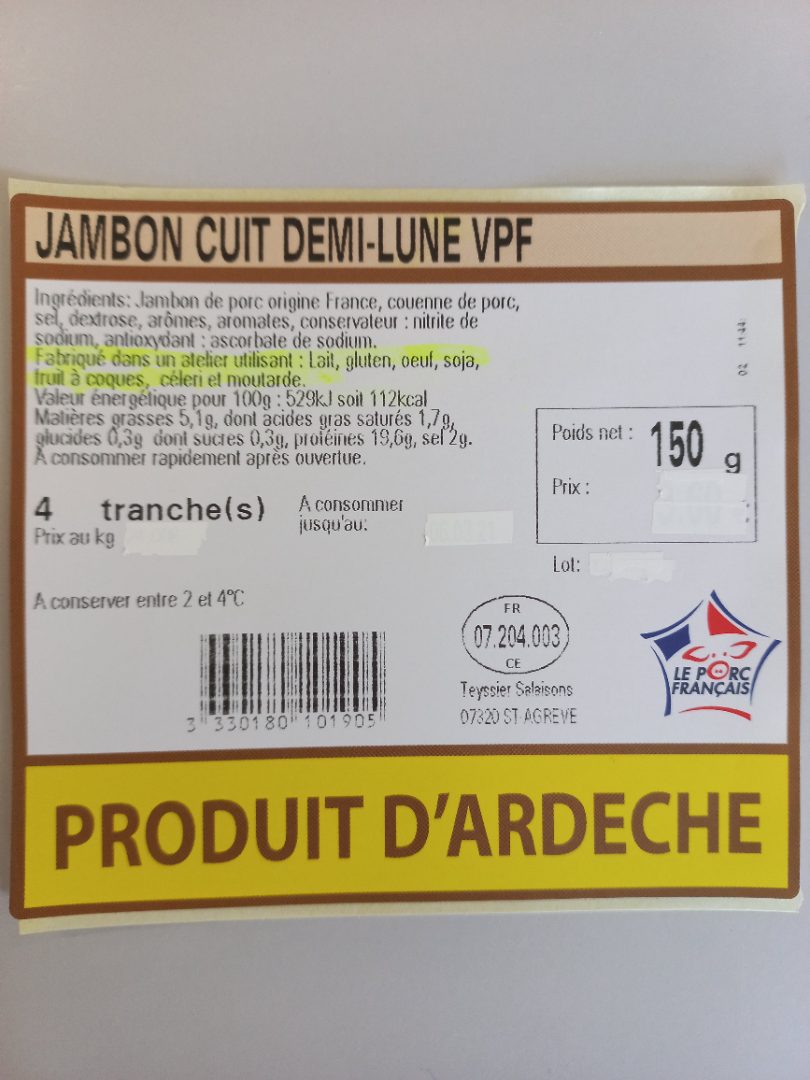 JAMBON CUIT DEMI-LUNE VPF
Ingrédients: Jambon de porc origine France, couenne de porc,
sel, dextrose, arômes, aromates, conservateur : nitrite de
sodium, antioxydant : ascorbate de sodium.
Fabriqué dans un atelier utilisant : Lait, gluten, oeuf, soja,
fruit à coques, céleri et moutarde.
Valeur énergétique pour 100g : 529kJ soit 112kcal
Matières grasses 5,1g, dont acides gras saturés 1,7g,
glucides 0,3g dont sucres 0,3g, protéines 19,6g, sel 2g.
A consommer rapidement après ouvertue.
02 11:44:
Poids net : 150 g
Prix :
4 tranche(s)
A consommer
jusqu'au:
Prix au kg
Lot:
A conserver entre 2 et 4°C
FR
07.204.003
CE
Teyssier Salaisons
07320 ST-AGREVE
3 330180 101905
LE PORC
FRANÇAIS
PRODUIT D'ARDECHE